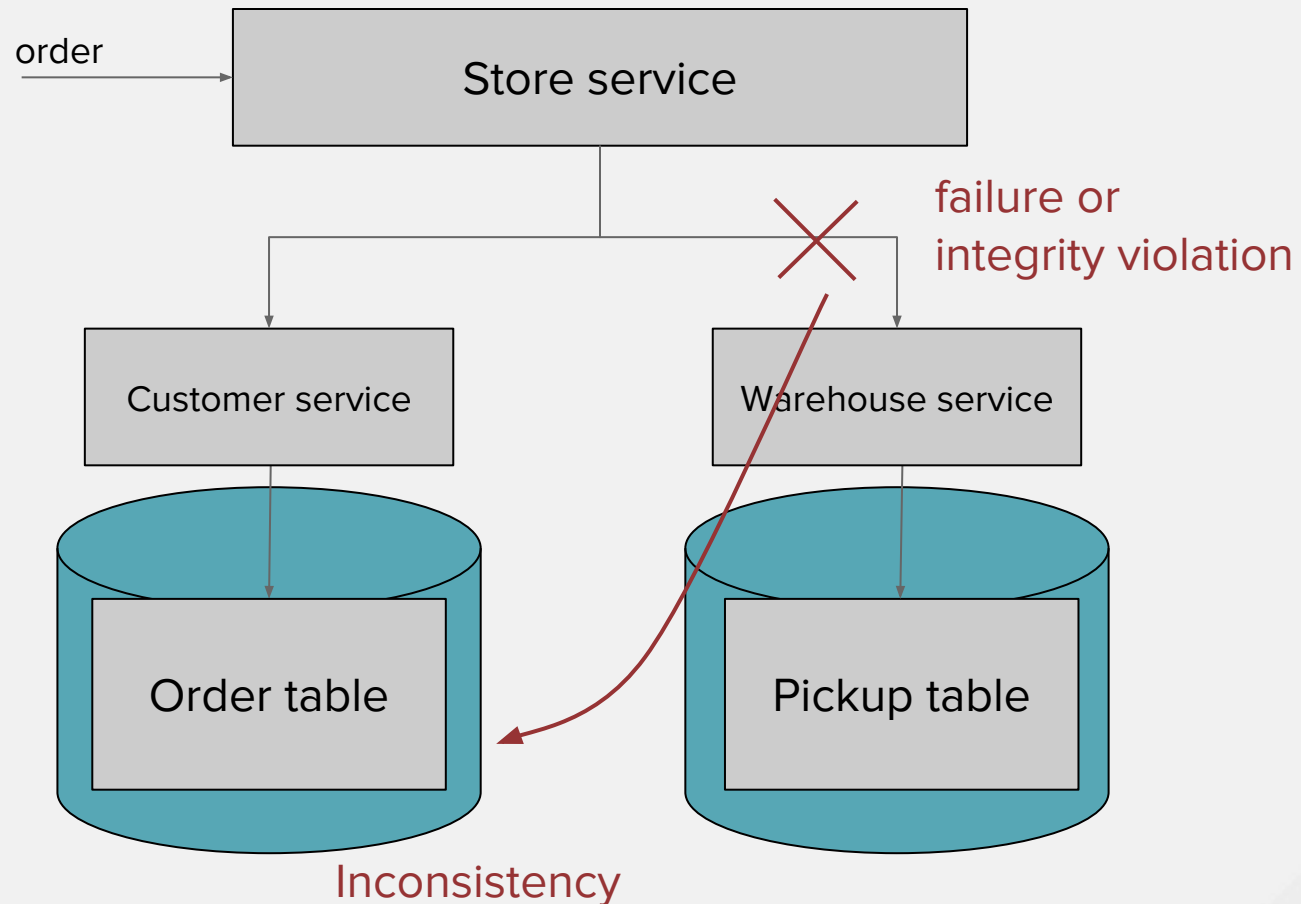 order
Store service
failure or
integrity violation
Customer service
Warehouse service
Order table
Pickup table
Inconsistency